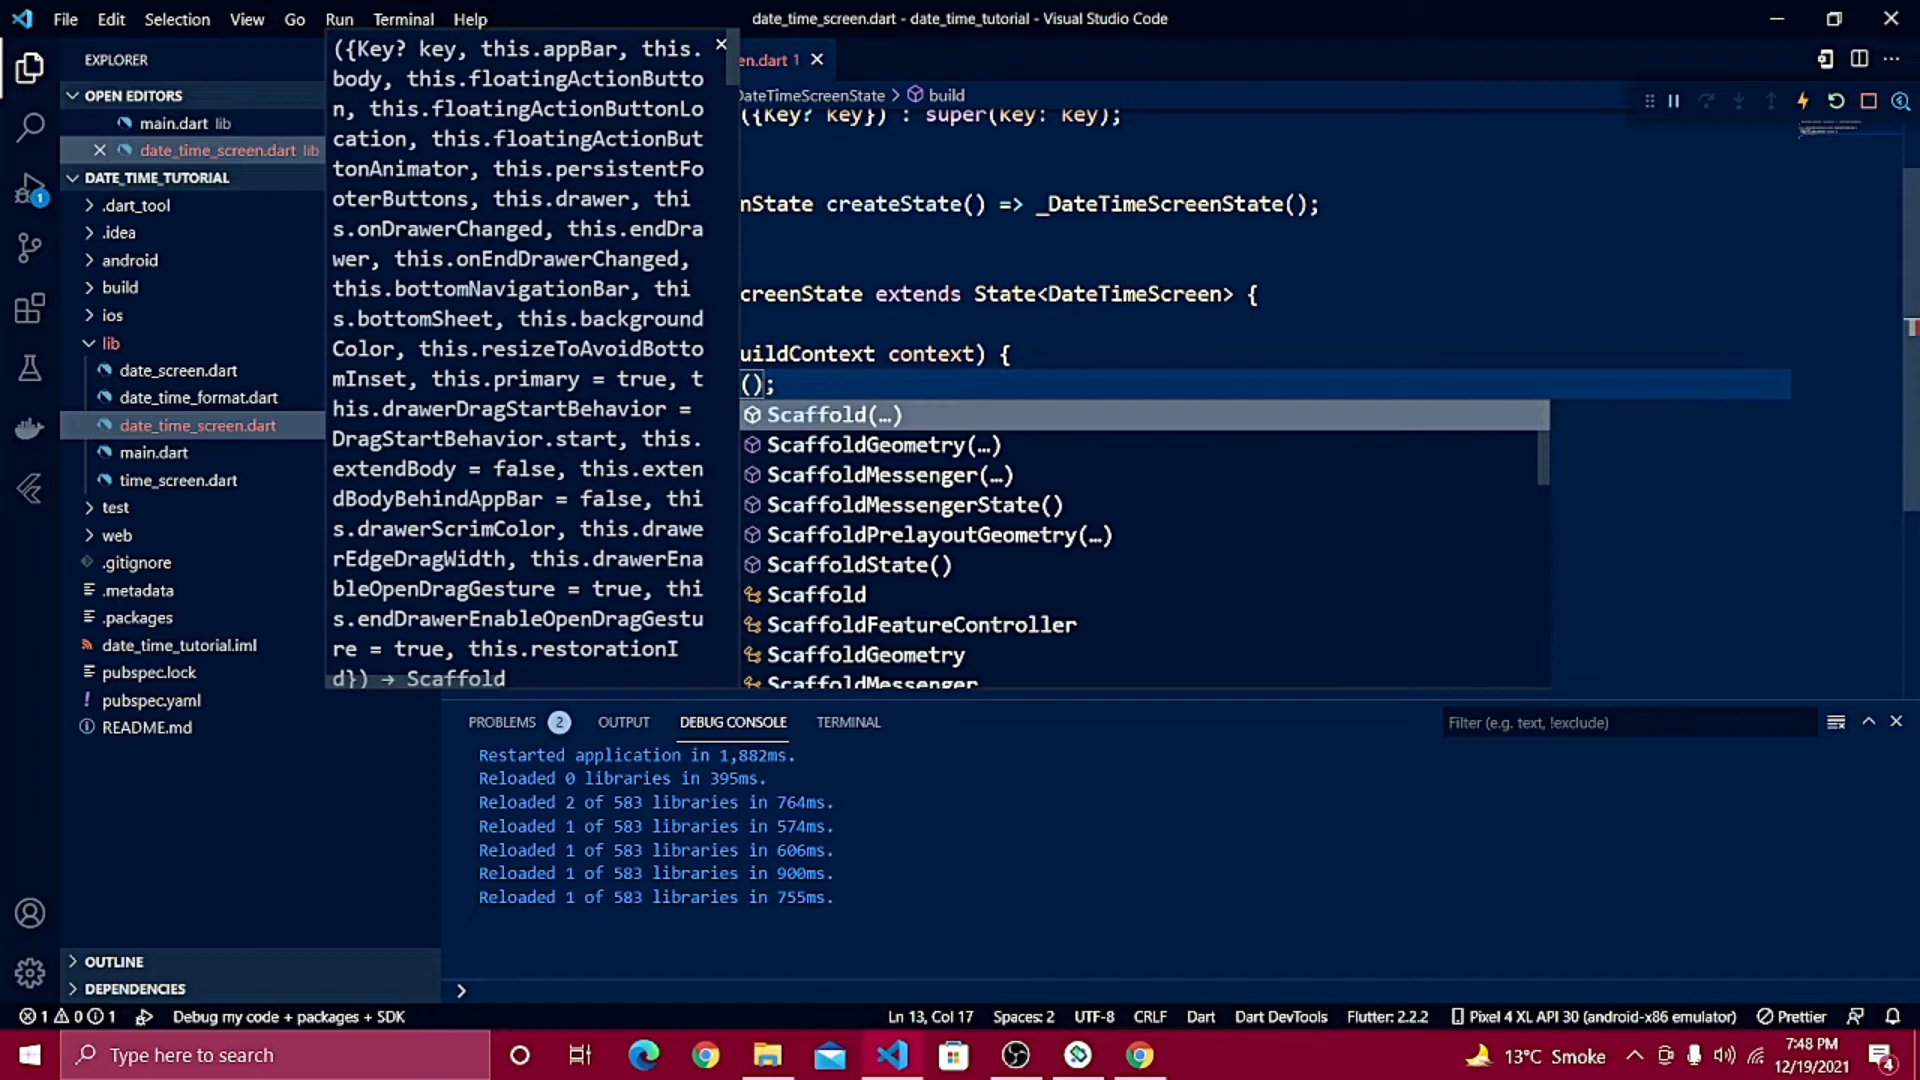 File Edit Selection View Go Run Terminal Help
date_time_screen.dart - date_time_tutorial - Visual Studio Code
EXPLORER
OPEN EDITORS
main.dart lib
date_time_screen.dart lib
DATE_TIME_TUTORIAL
.dart_tool
.idea
android
build
ios
lib
date_screen.dart
date_time_format.dart
date_time_screen.dart
main.dart
time_screen.dart
test
web
.gitignore
.metadata
.packages
date_time_tutorial.iml
pubspec.lock
pubspec.yaml
README.md
OUTLINE
DEPENDENCIES
({Key? key, this.appBar, this.
body, this.floatingActionButto
n, this.floatingActionButtonLo
cation, this.floatingActionBut
tonAnimator, this.persistentFo
oterButtons, this.drawer, thi
s.onDrawerChanged, this.endDra
wer, this.onEndDrawerChanged,
this.bottomNavigationBar, thi
s.bottomSheet, this.background
Color, this.resizeToAvoidBotto
mInset, this.primary = true, t
his.drawerDragStartBehavior =
DragStartBehavior.start, this.
extendBody = false, this.exten
dBodyBehindAppBar = false, thi
s.drawerScrimColor, this.drawe
rEdgeDragWidth, this.drawerEna
bleOpenDragGesture = true, thi
s.endDrawerEnableOpenDragGestu
re = true, this.restorationI
d}) → Scaffold
en.dart 1
DateTimeScreenState > build
({Key? key}) : super(key: key);
nState createState() => _DateTimeScreenState();
creenState extends State<DateTimeScreen> {
uildContext context) {
();
Scaffold(…)
ScaffoldGeometry(…)
ScaffoldMessenger(…)
ScaffoldMessengerState()
ScaffoldPrelayoutGeometry(…)
ScaffoldState()
Scaffold
ScaffoldFeatureController
ScaffoldGeometry
ScaffoldMessenger
PROBLEMS 2 OUTPUT DEBUG CONSOLE TERMINAL
Filter (e.g. text, !exclude)
Restarted application in 1,882ms.
Reloaded 0 libraries in 395ms.
Reloaded 2 of 583 libraries in 764ms.
Reloaded 1 of 583 libraries in 574ms.
Reloaded 1 of 583 libraries in 606ms.
Reloaded 1 of 583 libraries in 900ms.
Reloaded 1 of 583 libraries in 755ms.
1 0 1 Debug my code + packages + SDK
Ln 13, Col 17 Spaces: 2 UTF-8 CRLF Dart Dart DevTools Flutter: 2.2.2 Pixel 4 XL API 30 (android-x86 emulator) Prettier
Type here to search
13°C Smoke
7:48 PM
12/19/2021
4
1